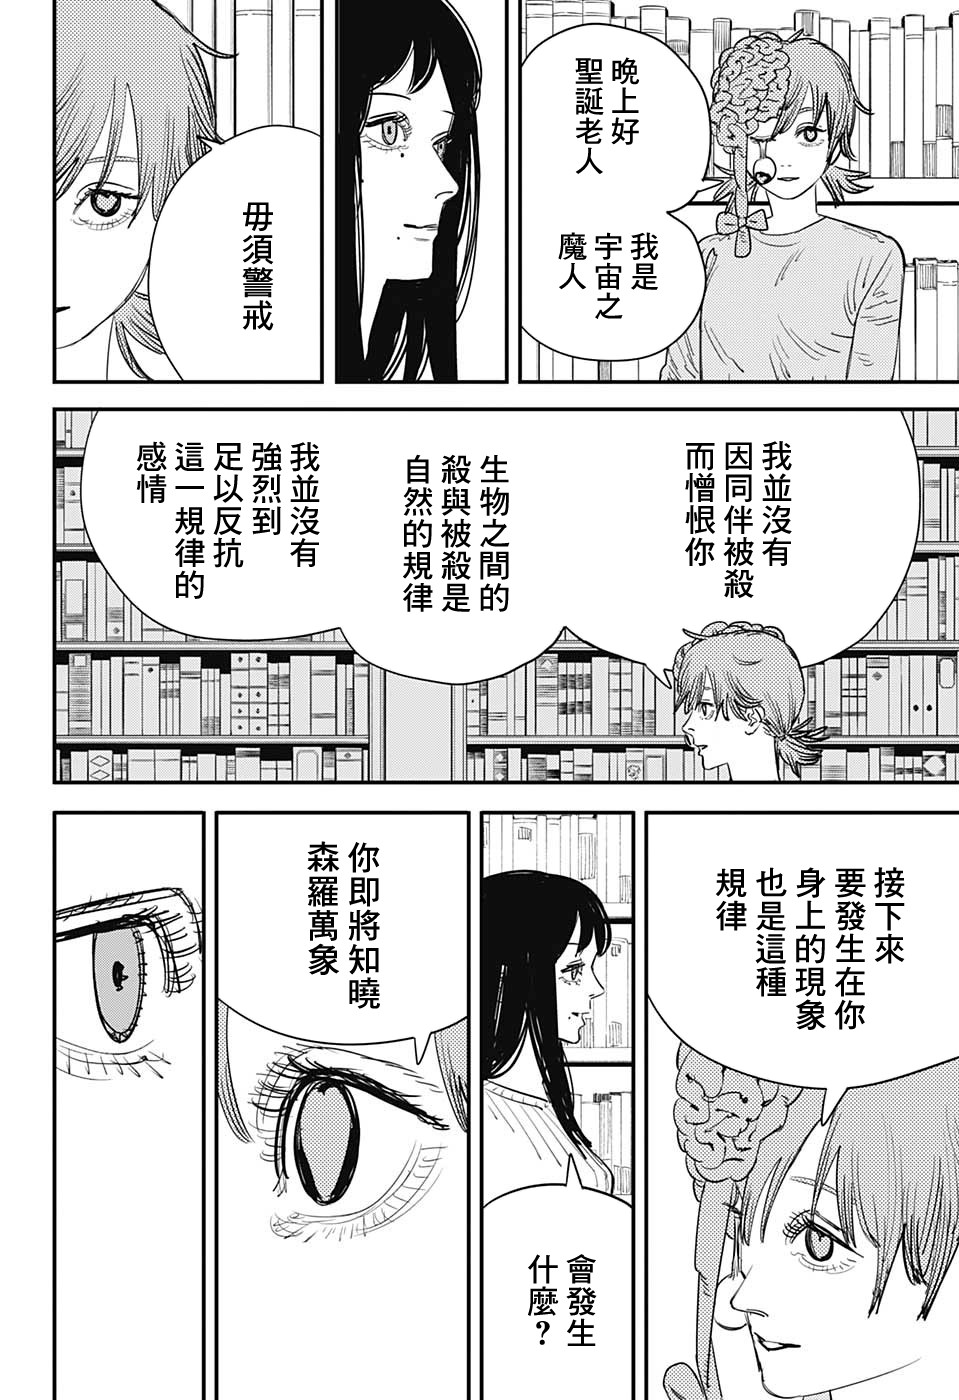 晚上好
聖誕老人
我是
宇宙之
魔人
毋須警戒
我並沒有
因同伴被殺
而憎恨你
生物之間的
殺與被殺是
自然的規律
我並沒有
強烈到
足以反抗
這一規律的
感情
接下來
要發生在你
身上的現象
也是這種
規律
會發生
什麼?
你即將知曉
森羅萬象